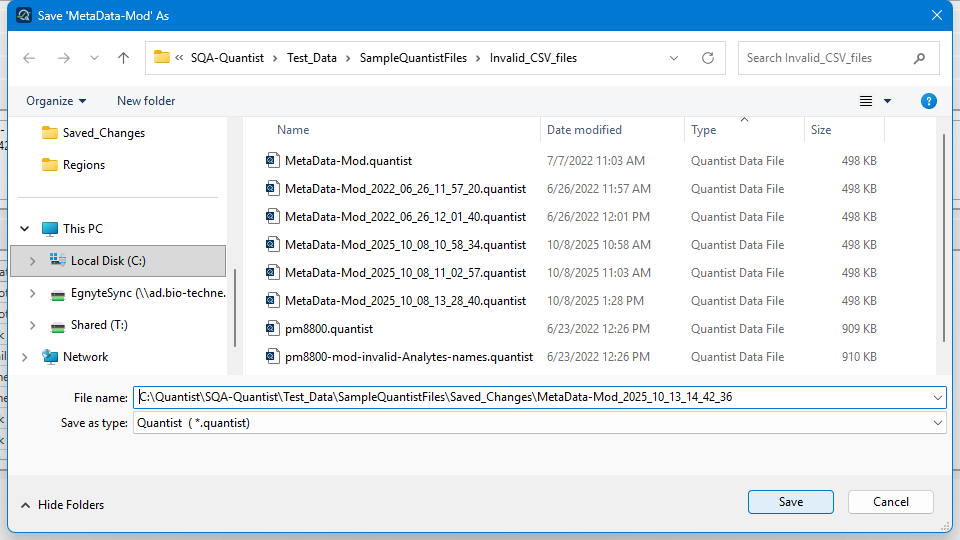 Save 'MetaData-Mod' As
« SQA-Quantist > Test_Data > SampleQuantistFiles > Invalid_CSV_files
Search Invalid_CSV_files
Organize
New folder
Saved_Changes
Regions
This PC
Local Disk (C:)
EgnyteSync (\\ad.bio-techne.
Shared (T:)
Network
Name Date modified Type Size
MetaData-Mod.quantist 7/7/2022 11:03 AM Quantist Data File 498 KB
MetaData-Mod_2022_06_26_11_57_20.quantist 6/26/2022 11:57 AM Quantist Data File 498 KB
MetaData-Mod_2022_06_26_12_01_40.quantist 6/26/2022 12:01 PM Quantist Data File 498 KB
MetaData-Mod_2025_10_08_10_58_34.quantist 10/8/2025 10:58 AM Quantist Data File 498 KB
MetaData-Mod_2025_10_08_11_02_57.quantist 10/8/2025 11:03 AM Quantist Data File 498 KB
MetaData-Mod_2025_10_08_13_28_40.quantist 10/8/2025 1:28 PM Quantist Data File 498 KB
pm8800.quantist 6/23/2022 12:26 PM Quantist Data File 909 KB
pm8800-mod-invalid-Analytes-names.quantist 6/23/2022 12:26 PM Quantist Data File 910 KB
File name: C:\Quantist\SQA-Quantist\Test_Data\SampleQuantistFiles\Saved_Changes\MetaData-Mod_2025_10_13_14_42_36
Save as type: Quantist ( *.quantist)
Hide Folders
Save
Cancel